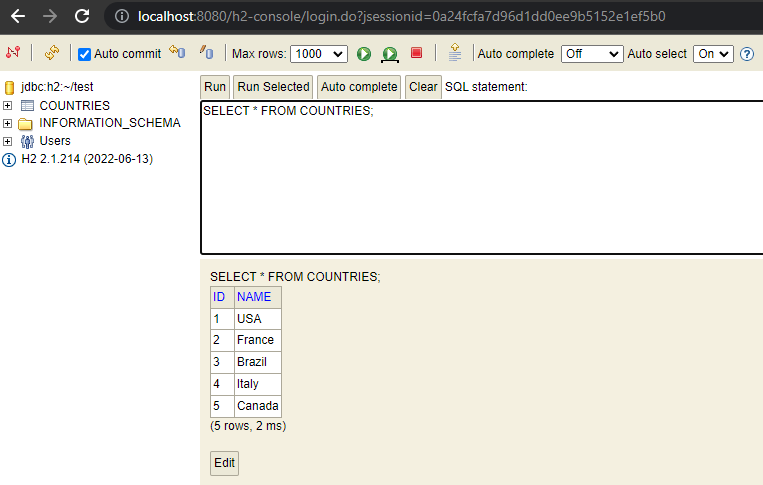 localhost:8080/h2-console/login.do?jsessionid=0a24fcfa7d96d1dd0ee9b5152e1ef5b0
Auto commit Max rows: 1000 Auto complete Off Auto select On
jdbc:h2:~/test
COUNTRIES
INFORMATION_SCHEMA
Users
H2 2.1.214 (2022-06-13)
Run Run Selected Auto complete Clear SQL statement:
SELECT * FROM COUNTRIES;
SELECT * FROM COUNTRIES;
ID NAME
1 USA
2 France
3 Brazil
4 Italy
5 Canada
(5 rows, 2 ms)
Edit